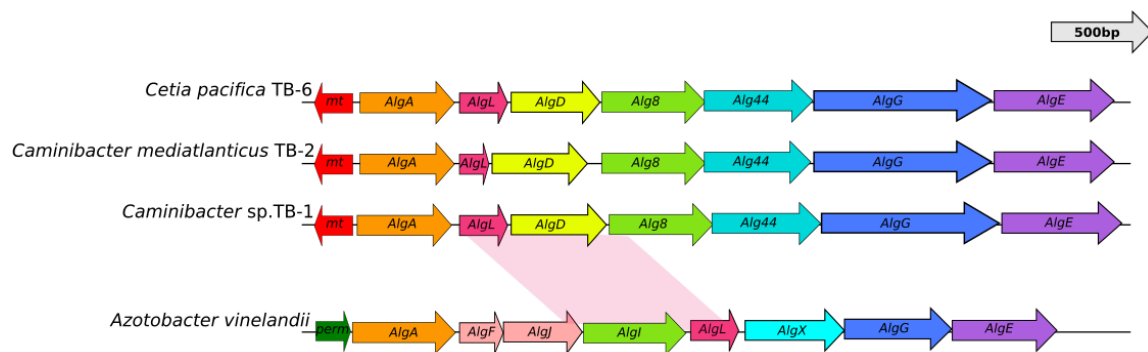 500bp
Cetia pacifica TB-6 mt AlgA AlgL AlgD Alg8 Alg44 AlgG AlgE
Caminibacter mediatlanticus TB-2 mt AlgA AlgL AlgD Alg8 Alg44 AlgG AlgE
Caminibacter sp.TB-1 mt AlgA AlgL AlgD Alg8 Alg44 AlgG AlgE
Azotobacter vinelandii perm AlgA AlgF AlgJ AlgI AlgL AlgX AlgG AlgE